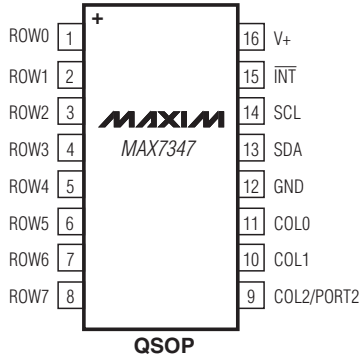 +
ROW0 1 16 V+
ROW1 2 15 INT
ROW2 3 MAXIM 14 SCL
ROW3 4 MAX7347 13 SDA
ROW4 5 12 GND
ROW5 6 11 COL0
ROW6 7 10 COL1
ROW7 8 9 COL2/PORT2
QSOP